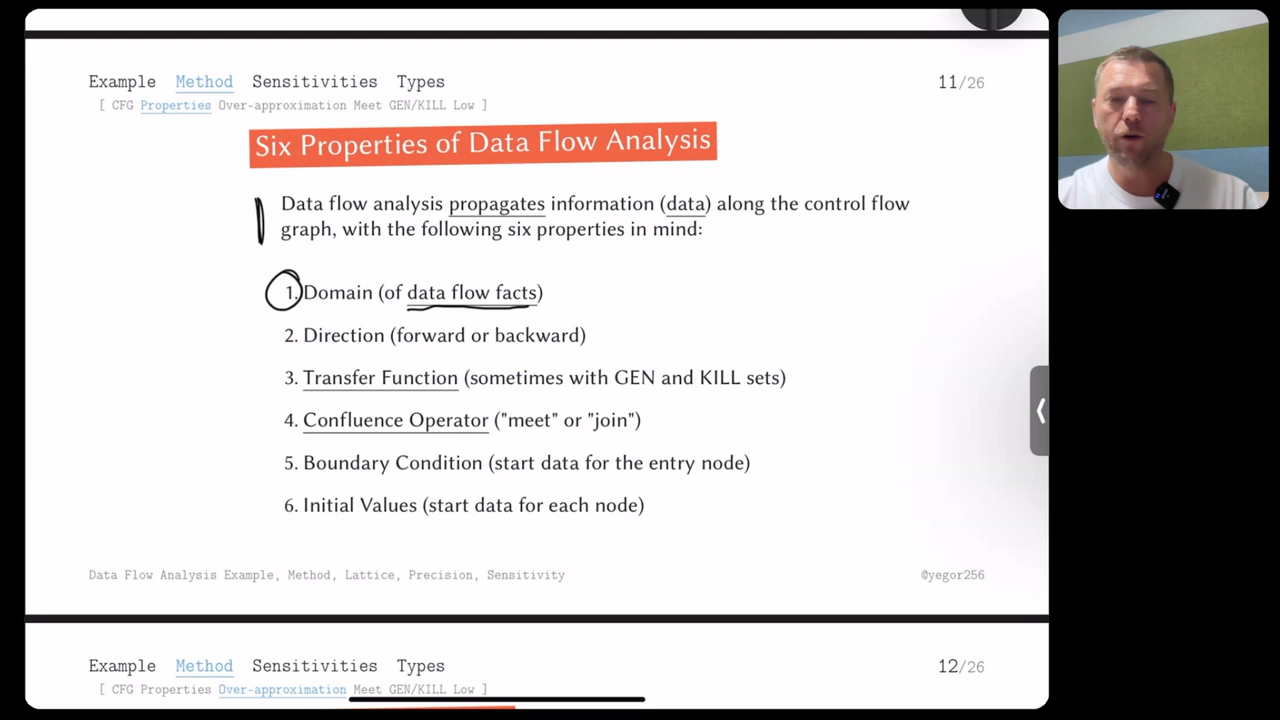 Example Method Sensitivities Types 11/26
[ CFG Properties Over-approximation Meet GEN/KILL Low ]
Six Properties of Data Flow Analysis
Data flow analysis propagates information (data) along the control flow
graph, with the following six properties in mind:
1. Domain (of data flow facts)
2. Direction (forward or backward)
3. Transfer Function (sometimes with GEN and KILL sets)
4. Confluence Operator ("meet" or "join")
5. Boundary Condition (start data for the entry node)
6. Initial Values (start data for each node)
Data Flow Analysis Example, Method, Lattice, Precision, Sensitivity @yegor256
Example Method Sensitivities Types 12/26
[ CFG Properties Over-approximation Meet GEN/KILL Low ]